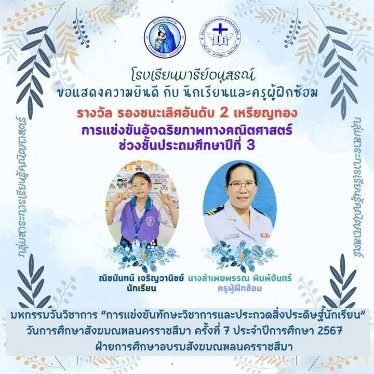 โรงเรียนมารีย์อนุสรณ์
ขอแสดงความยินดี กับ นักเรียนและครูผู้ฝึกซ้อม
รางวัล รองชนะเลิศอันดับ 2 เหรียญทอง
การแข่งขันอัจฉริยภาพทางคณิตศาสตร์
ช่วงชั้นประถมศึกษาปีที่ 3
กลุ่มสาระการเรียนรู้คณิตศาสตร์
กลุ่มสาระการเรียนรู้คณิตศาสตร์
ณิชนันทน์ เจริญวานิชย์
นักเรียน
นางลำเพยพรรณ พิมพ์จันทร์
ครูผู้ฝึกซ้อม
มหกรรมวันวิชาการ “การแข่งขันทักษะวิชาการและประกวดสิ่งประดิษฐ์นักเรียน”
วันการศึกษาสังฆมณฑลนครราชสีมา ครั้งที่ 7 ประจำปีการศึกษา 2567
ฝ่ายการศึกษาอบรมสังฆมณฑลนครราชสีมา